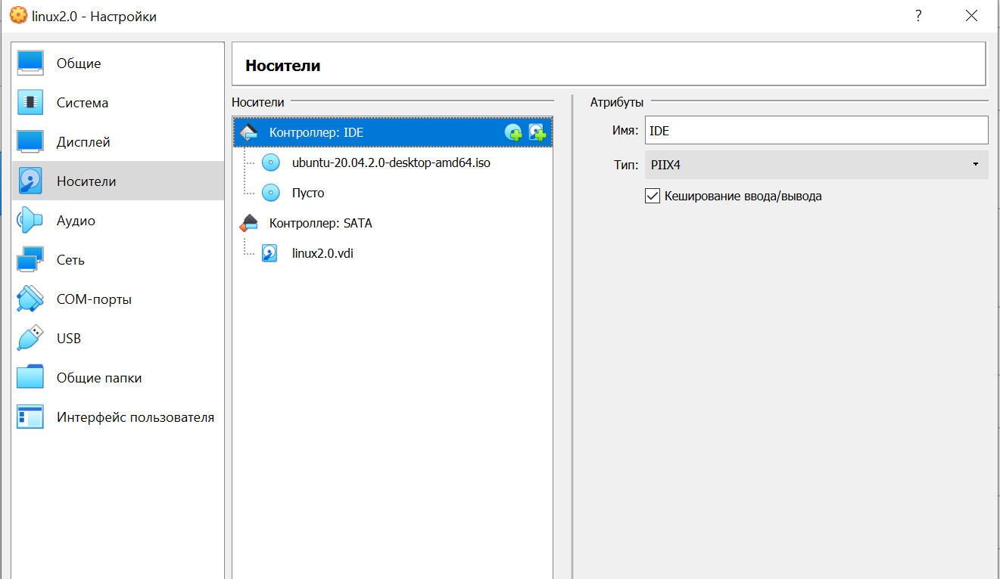 linux2.0 - Настройки
?
Общие
Система
Дисплей
Носители
Аудио
Сеть
COM-порты
USB
Общие папки
Интерфейс пользователя
Носители
Носители
Контроллер: IDE
ubuntu-20.04.2.0-desktop-amd64.iso
Пусто
Контроллер: SATA
linux2.0.vdi
Атрибуты
Имя: IDE
Тип: PIIX4
Кеширование ввода/вывода